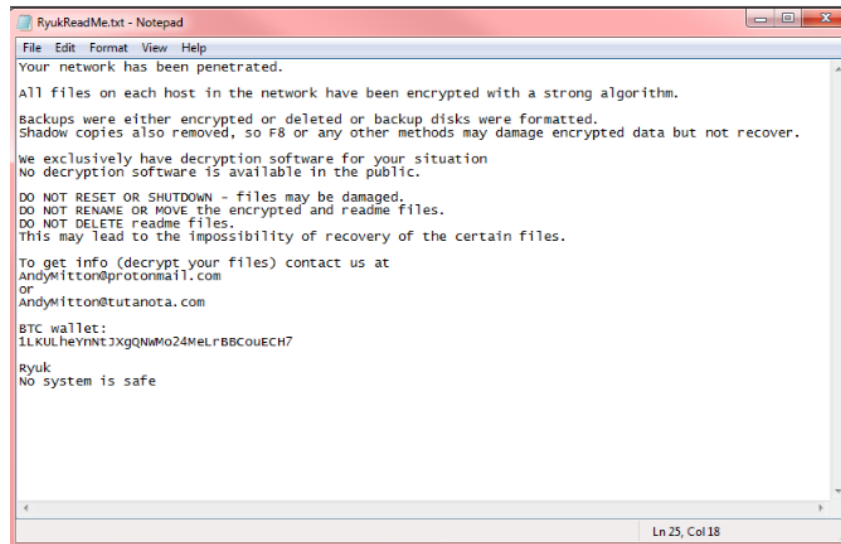 RyukReadMe.txt - Notepad
File Edit Format View Help
Your network has been penetrated.
All files on each host in the network have been encrypted with a strong algorithm.
Backups were either encrypted or deleted or backup disks were formatted.
Shadow copies also removed, so F8 or any other methods may damage encrypted data but not recover.
We exclusively have decryption software for your situation
No decryption software is available in the public.
DO NOT RESET OR SHUTDOWN - files may be damaged.
DO NOT RENAME OR MOVE the encrypted and readme files.
DO NOT DELETE readme files.
This may lead to the impossibility of recovery of the certain files.
To get info (decrypt your files) contact us at
AndyMitton@protonmail.com
or
AndyMitton@tutanota.com
BTC wallet:
1LKULheYnNtJXgQNWMo24MeLrBBCouECH7
Ryuk
No system is safe
Ln 25, Col 18